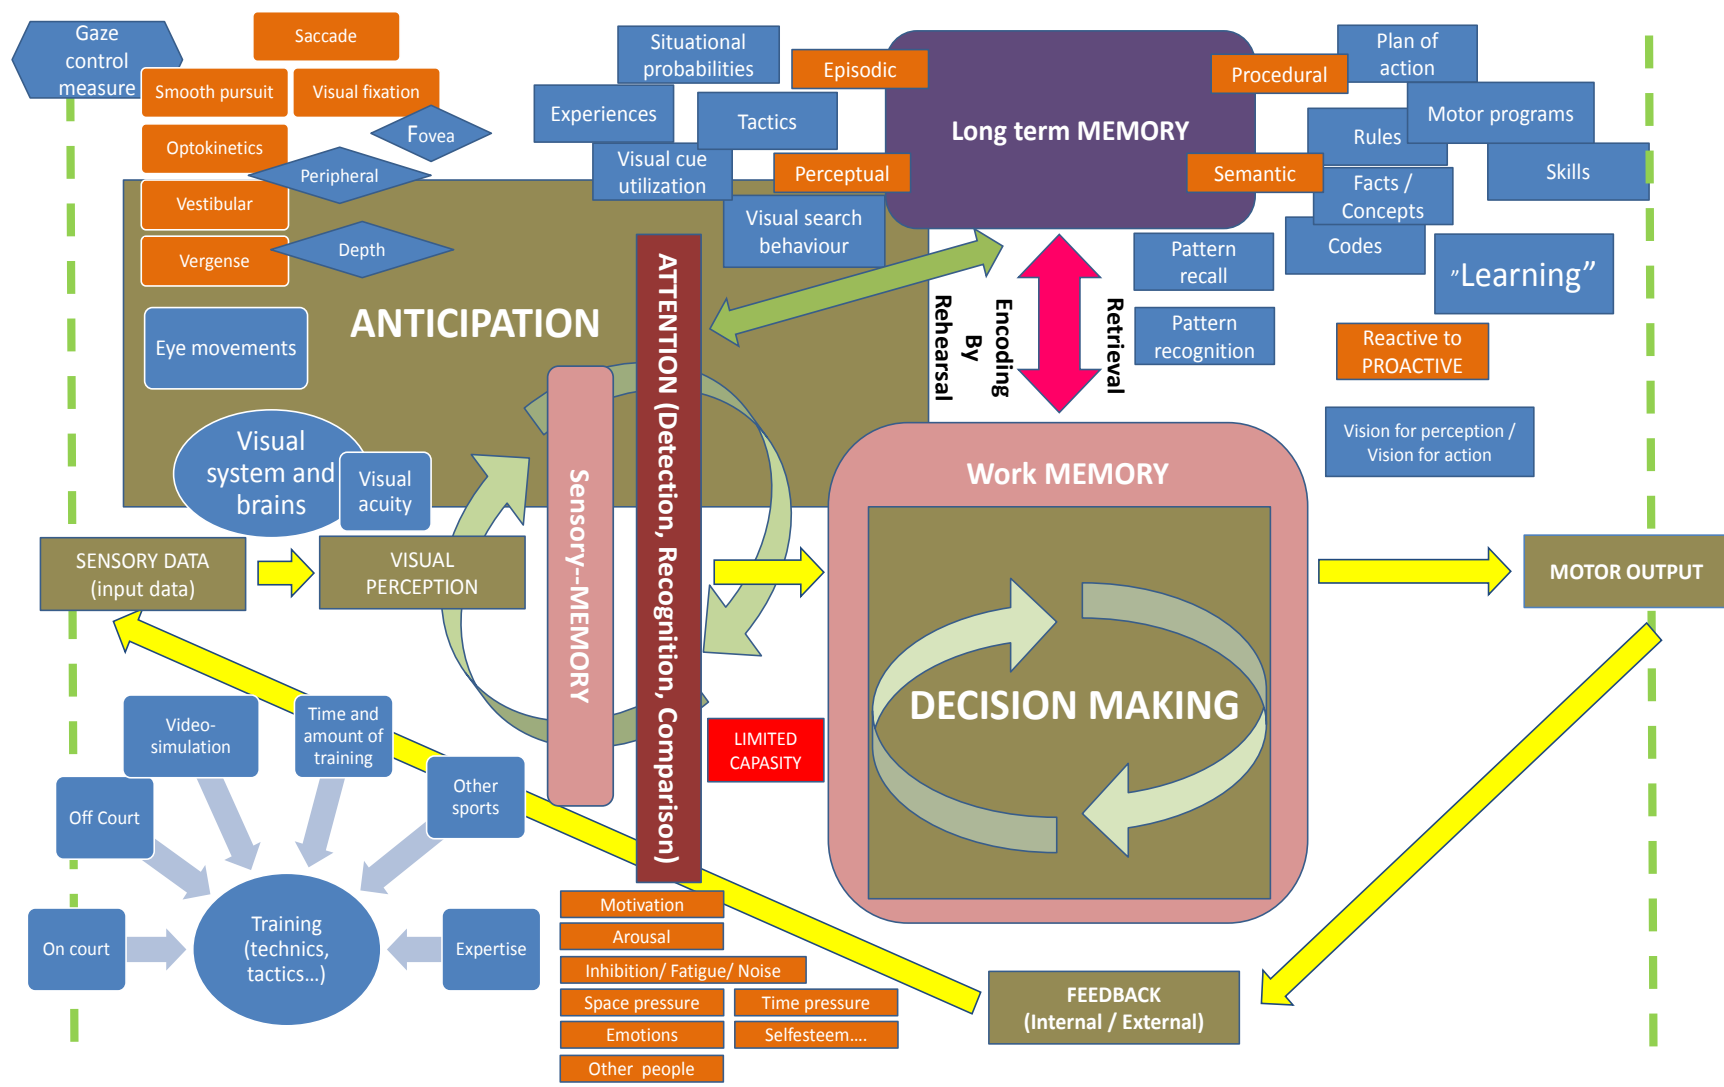 Gaze
control
measure
Saccade
Smooth pursuit
Visual fixation
Fovea
Optokinetics
Peripheral
Vestibular
Vergense
Depth
Eye movements
Situational
probabilities
Experiences
Tactics
Visual cue
utilization
Visual search
behaviour
Episodic
Perceptual
Long term MEMORY
Procedural
Semantic
Plan of
action
Motor programs
Rules
Skills
Facts /
Concepts
Codes
Pattern
recall
Pattern
recognition
"Learning”
Reactive to
PROACTIVE
Vision for perception /
Vision for action
ANTICIPATION
ATTENTION (Detection, Recognition, Comparison)
Sensory--MEMORY
Retrieval
Encoding
By
Rehearsal
Visual
system and
brains
Visual
acuity
SENSORY DATA
(input data)
VISUAL
PERCEPTION
Work MEMORY
DECISION MAKING
LIMITED
CAPASITY
MOTOR OUTPUT
FEEDBACK
(Internal / External)
Video-
simulation
Time and
amount of
training
Other
sports
Off Court
On court
Training
(technics,
tactics...)
Expertise
Motivation
Arousal
Inhibition/ Fatigue/ Noise
Space pressure
Time pressure
Emotions
Selfesteem....
Other people